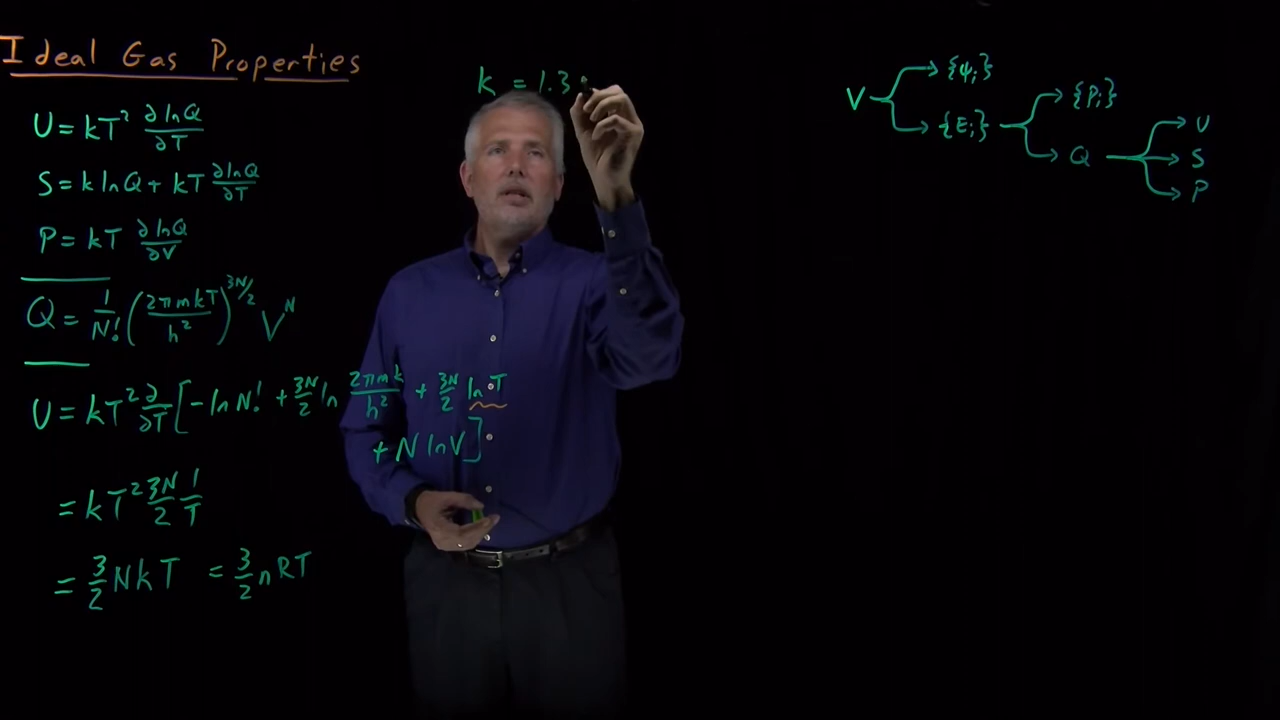 Ideal Gas Properties
U = kT² ∂lnQ/∂T
S = k lnQ + kT ∂lnQ/∂T
P = kT ∂lnQ/∂V
Q = 1/N! (2πmkT/h²)^3N/2 V^N
U = kT² ∂/∂T [-ln N! + 3N/2 ln 2πmk/h² + 3N/2 ln T
+ N lnV]
= kT² 3N/2 1/T
= 3/2 NkT = 3/2 nRT
k = 1.3
V → {ψi}
→ {Ei} → {Pi}
→ Q → U
→ S
→ P